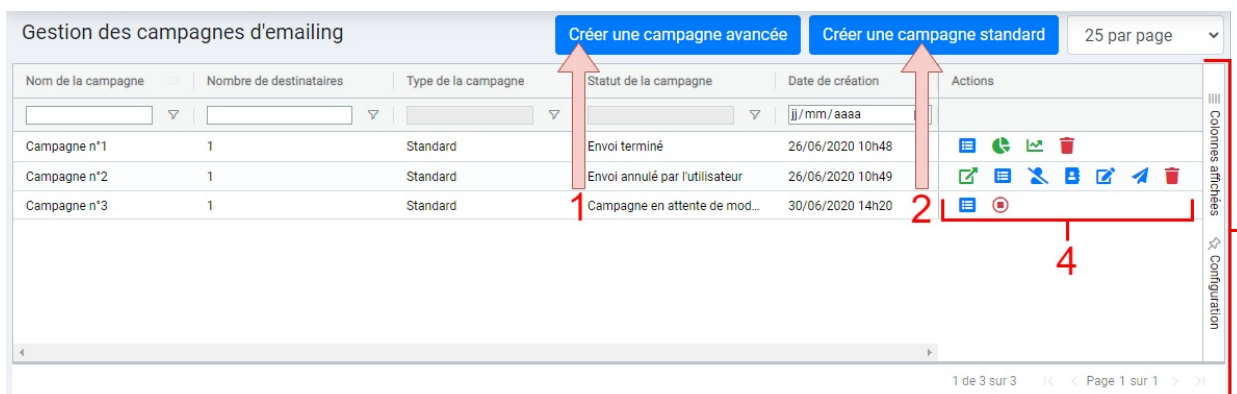 Gestion des campagnes d'emailing
Créer une campagne avancée
Créer une campagne standard
25 par page
Nom de la campagne
Nombre de destinataires
Type de la campagne
Statut de la campagne
Date de création
Actions
jj/mm/aaaa
Campagne n°1 1 Standard Envoi terminé 26/06/2020 10h48
Campagne n°2 1 Standard Envoi annulé par l'utilisateur 26/06/2020 10h49
Campagne n°3 1 Standard Campagne en attente de mod... 30/06/2020 14h20
1
2
4
Colonnes affichées
Configuration
1 de 3 sur 3
Page 1 sur 1